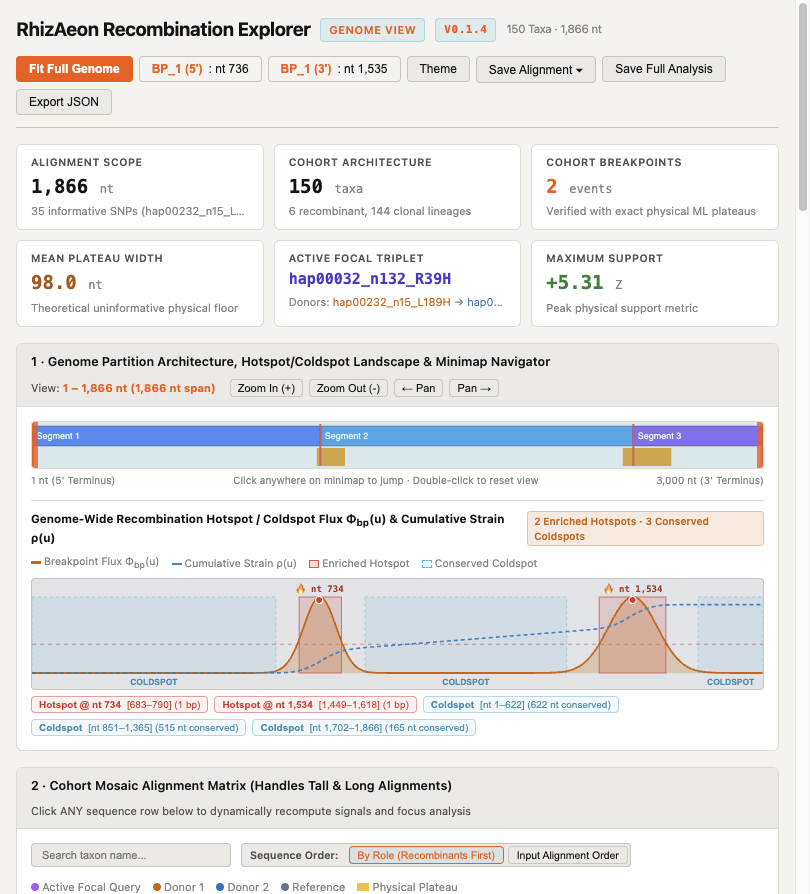 RhizAeon Recombination Explorer GENOME VIEW V0.1.4 150 Taxa · 1,866 nt
Fit Full Genome BP_1 (5') : nt 736 BP_1 (3') : nt 1,535 Theme Save Alignment Save Full Analysis
Export JSON
ALIGNMENT SCOPE
1,866 nt
35 informative SNPs (hap00232_n15_L...
COHORT ARCHITECTURE
150 taxa
6 recombinant, 144 clonal lineages
COHORT BREAKPOINTS
2 events
Verified with exact physical ML plateaus
MEAN PLATEAU WIDTH
98.0 nt
Theoretical uninformative physical floor
ACTIVE FOCAL TRIPLET
hap00032_n132_R39H
Donors: hap00232_n15_L189H → hap0...
MAXIMUM SUPPORT
+5.31 Z
Peak physical support metric
1 · Genome Partition Architecture, Hotspot/Coldspot Landscape & Minimap Navigator
View: 1 – 1,866 nt (1,866 nt span) Zoom In (+) Zoom Out (-) ← Pan Pan →
Segment 1 Segment 2 Segment 3
1 nt (5' Terminus) Click anywhere on minimap to jump · Double-click to reset view 3,000 nt (3' Terminus)
Genome-Wide Recombination Hotspot / Coldspot Flux Φbp(u) & Cumulative Strain
ρ(u)
2 Enriched Hotspots · 3 Conserved
Coldspots
Breakpoint Flux Φbp(u) Cumulative Strain ρ(u) Enriched Hotspot Conserved Coldspot
🔥 nt 734 🔥 nt 1,534
COLDSPOT COLDSPOT COLDSPOT
Hotspot @ nt 734 [683–790] (1 bp) Hotspot @ nt 1,534 [1,449–1,618] (1 bp) Coldspot [nt 1–622] (622 nt conserved)
Coldspot [nt 851–1,365] (515 nt conserved) Coldspot [nt 1,702–1,866] (165 nt conserved)
2 · Cohort Mosaic Alignment Matrix (Handles Tall & Long Alignments)
Click ANY sequence row below to dynamically recompute signals and focus analysis
Search taxon name... Sequence Order: By Role (Recombinants First) Input Alignment Order
Active Focal Query Donor 1 Donor 2 Reference Physical Plateau